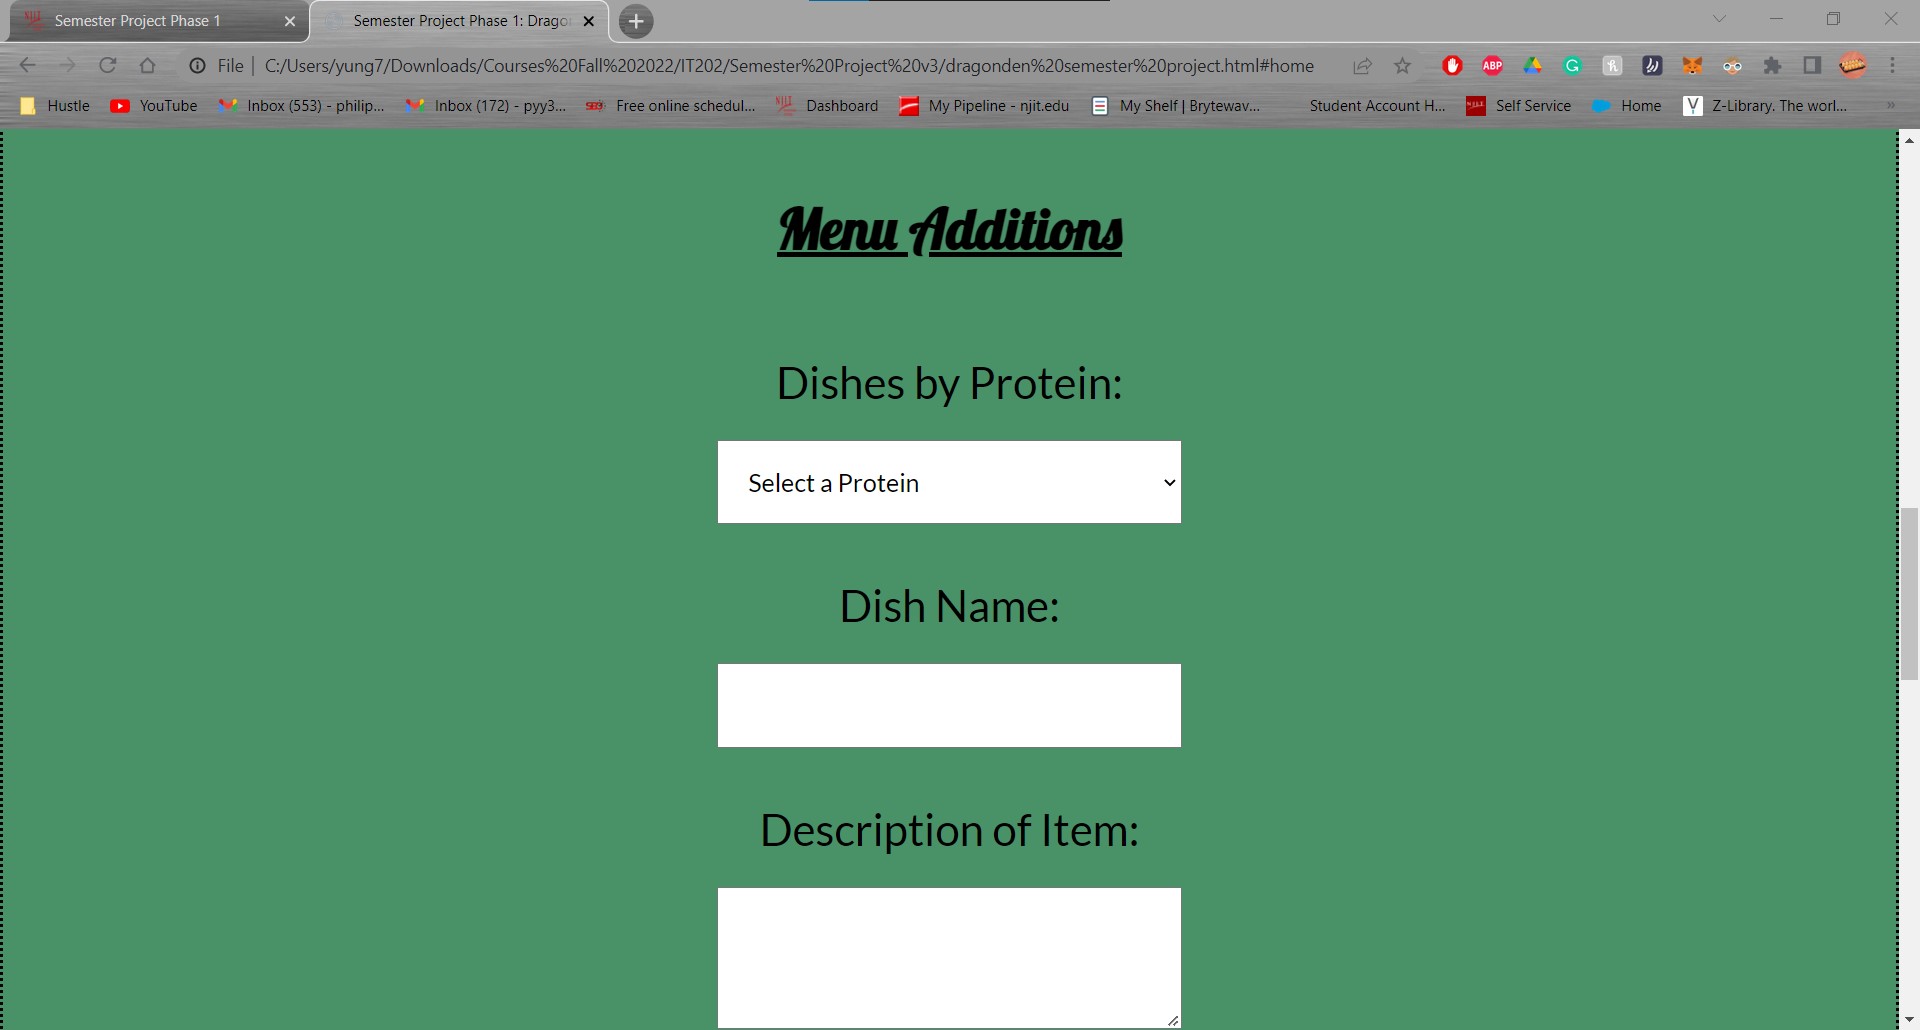 Semester Project Phase 1
Semester Project Phase 1: Drago
File C:/Users/yung7/Downloads/Courses%20Fall%202022/IT202/Semester%20Project%20v3/dragonden%20semester%20project.html#home
ABP
Hustle YouTube Inbox (553) - philip... Inbox (172) - pyy3... Free online schedul... Dashboard My Pipeline - njit.edu My Shelf | Brytewav... Student Account H... Self Service Home Z-Library. The worl... »
Menu Additions
Dishes by Protein:
Select a Protein
Dish Name:
Description of Item: